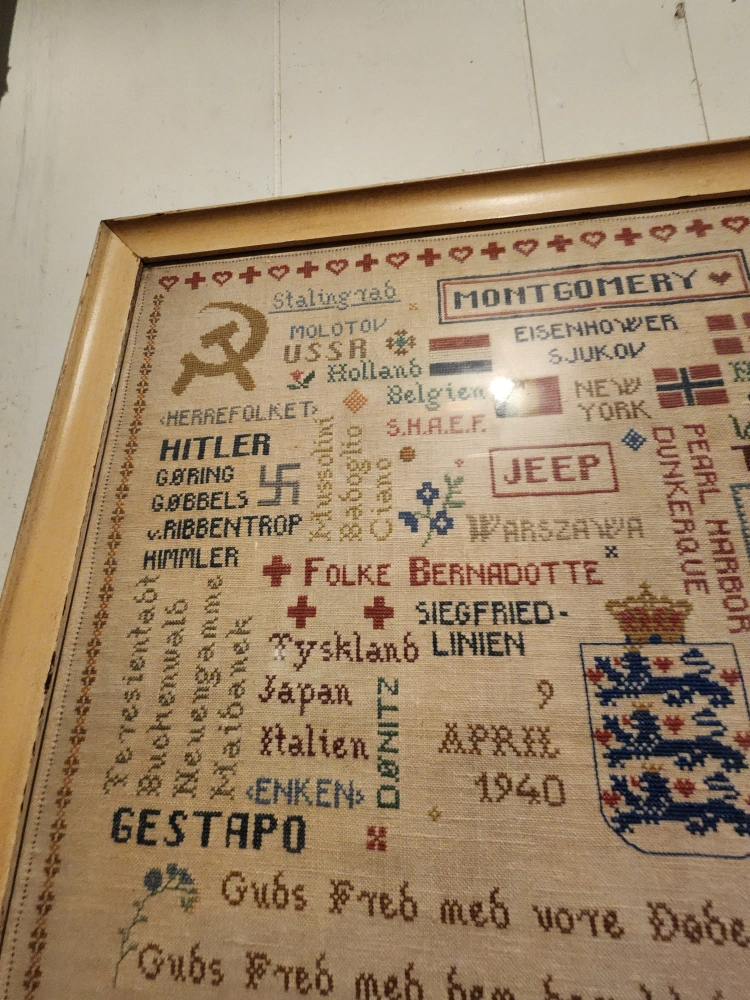 Stalingrad
MONTGOMERY
MOLOTOV
EISENHOWER
USSR
SJUKOV
Holland
Belgien
NEW
YORK
<HERREFOLKET>
S.H.A.E.F.
HITLER
GØRING
GØBBELS
v. RIBBENTROP
HIMMLER
Mussolini
Badoglio
Ciano
JEEP
PEARL HARBOR
DUNKERQUE
WARSZAWA
FOLKE BERNADOTTE
SIEGFRIED-
LINIEN
Teresientadt
Buchenwald
Neuengamme
Maidanek
Tyskland
Japan
Italien
DØNITZ
9
APRIL
1940
<ENKEN>
GESTAPO
Guds Fred med vore Døde
Guds Fred med dem